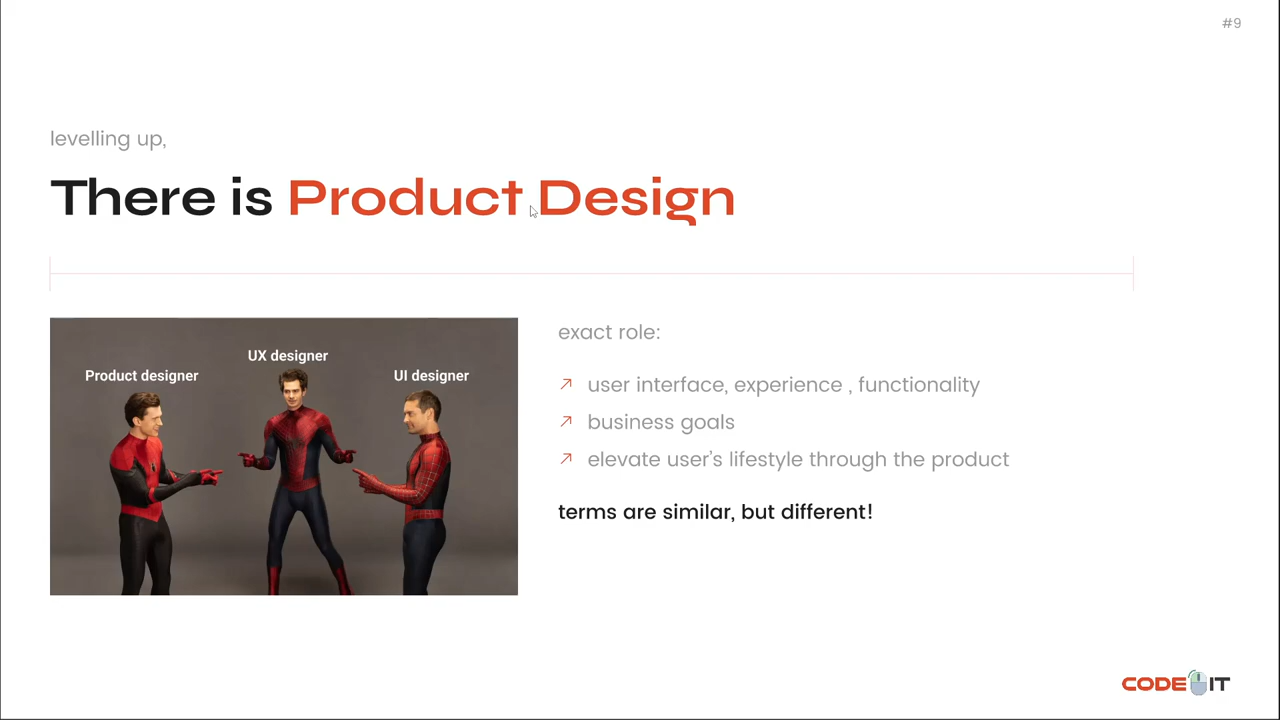 #9
levelling up,
There is Product Design
UX designer
Product designer
UI designer
exact role:
user interface, experience , functionality
business goals
elevate user's lifestyle through the product
terms are similar, but different!
CODE IT